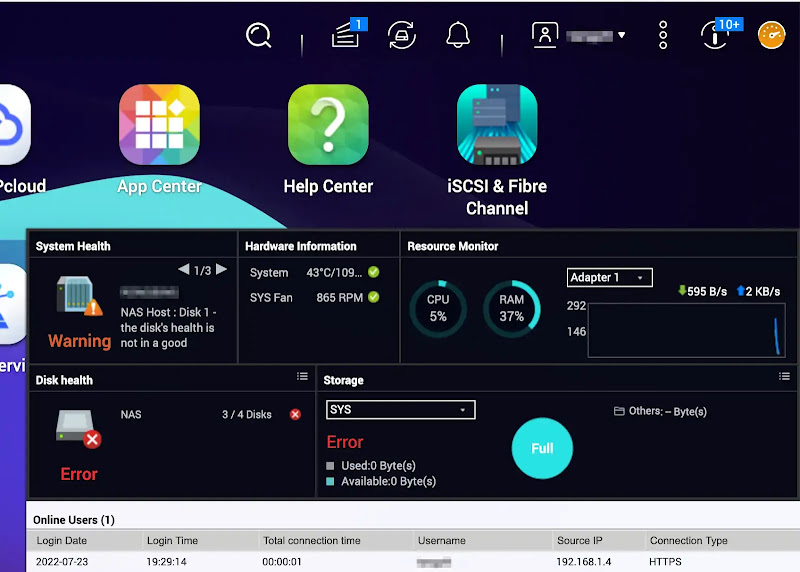 1
10+
Pcloud
App Center
Help Center
iSCSI & Fibre
Channel
System Health
1/3
NAS Host : Disk 1 -
the disk's health is
not in a good
Warning
Hardware Information
System 43°C/109...
SYS Fan 865 RPM
Resource Monitor
CPU
5%
RAM
37%
Adapter 1
595 B/s 2 KB/s
292
146
ervi
Disk health
NAS 3 / 4 Disks
Error
Storage
SYS
Error
Used:0 Byte(s)
Available:0 Byte(s)
Full
Others: -- Byte(s)
Online Users (1)
Login Date Login Time Total connection time Username Source IP Connection Type
2022-07-23 19:29:14 00:00:01 192.168.1.4 HTTPS